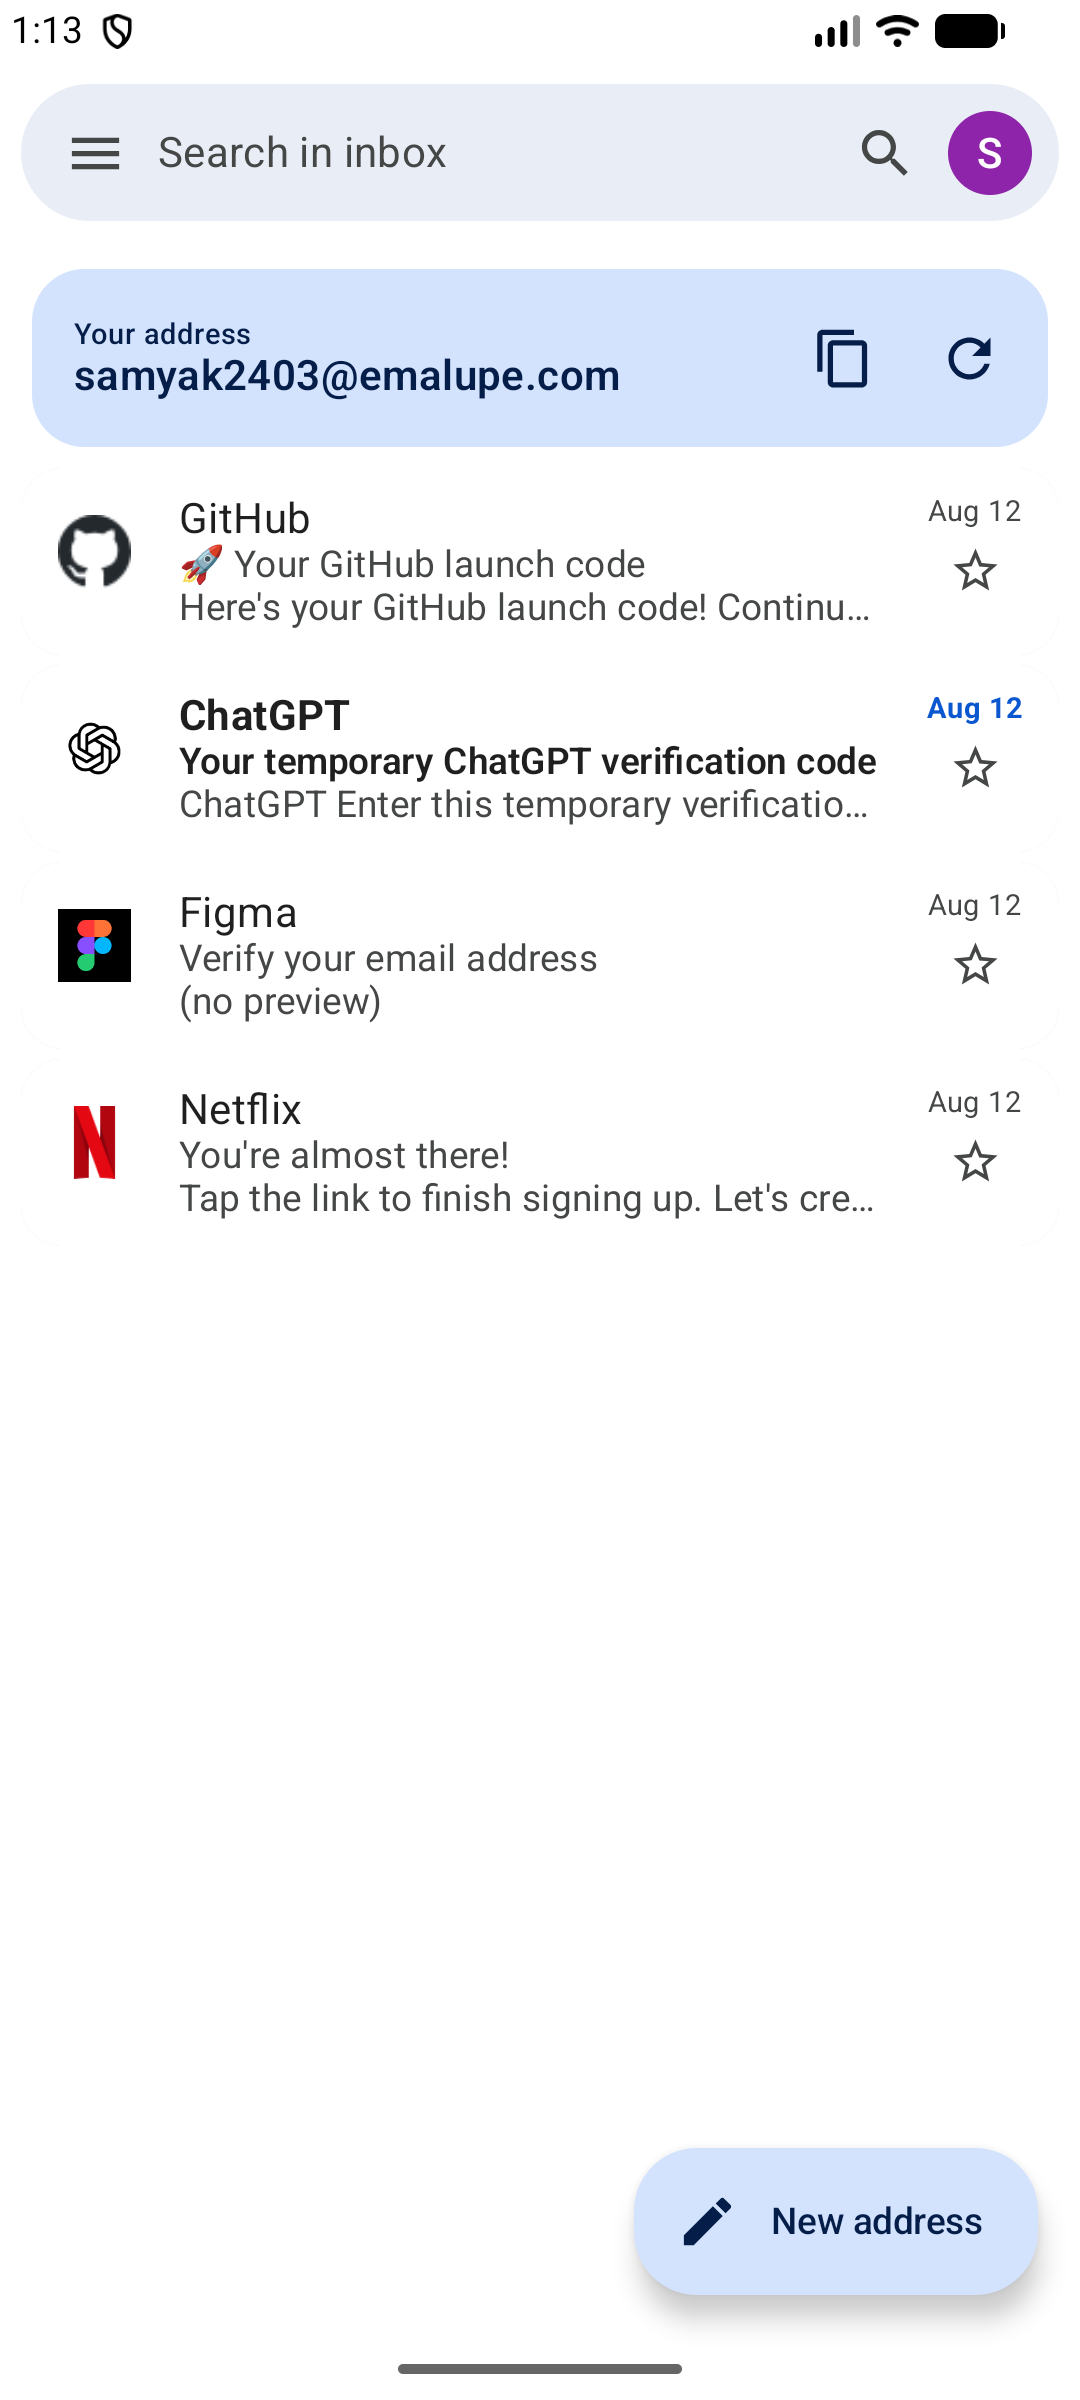 1:13
Search in inbox
S
Your address
samyak2403@emalupe.com
GitHub
Aug 12
🚀 Your GitHub launch code
Here's your GitHub launch code! Continu...
ChatGPT
Aug 12
Your temporary ChatGPT verification code
ChatGPT Enter this temporary verificatio...
Figma
Aug 12
Verify your email address
(no preview)
Netflix
Aug 12
You're almost there!
Tap the link to finish signing up. Let's cre...
New address